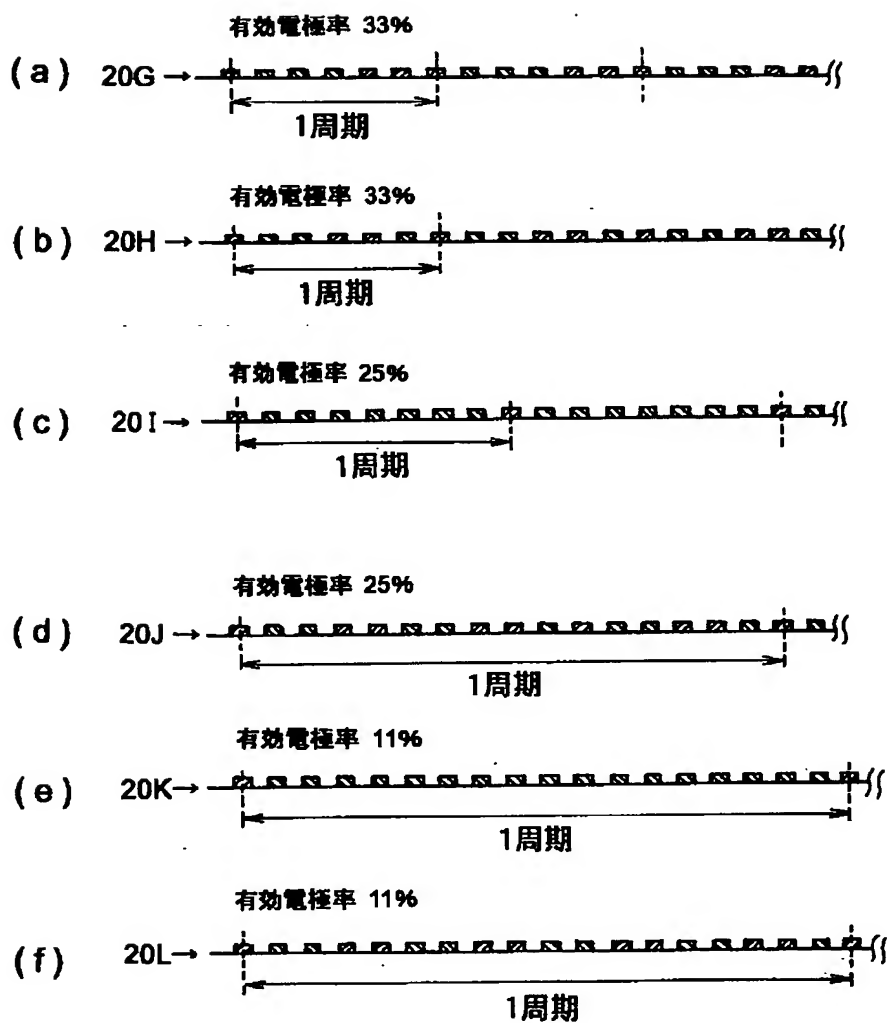 有効電極率 33%
(a) 20G→
1周期
有効電極率 33%
(b) 20H→
1周期
有効電極率 25%
(c) 20I→
1周期
有効電極率 25%
(d) 20J→
1周期
有効電極率 11%
(e) 20K→
1周期
有効電極率 11%
(f) 20L→
1周期